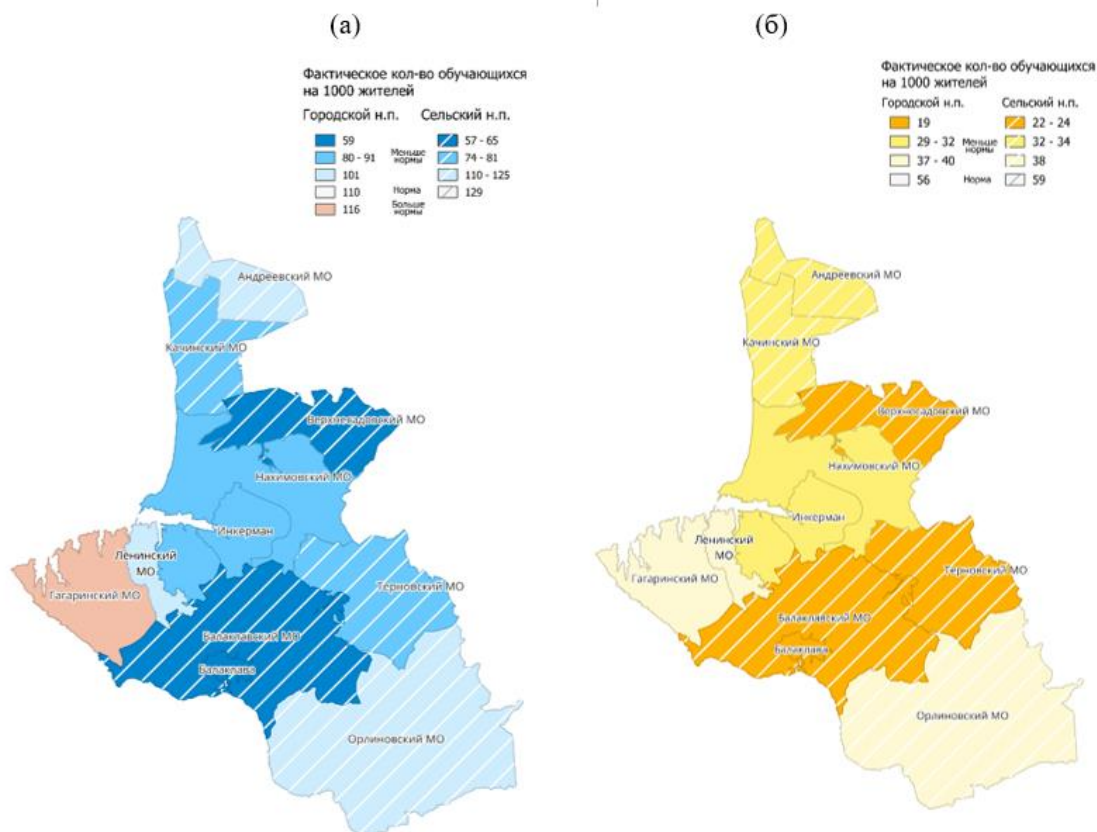 (а)
Фактическое кол-во обучающихся
на 1000 жителей
Городской н.п. Сельский н.п.
59 57 - 65
80 - 91 Меньше нормы 74 - 81
101 110 - 125
110 Норма 129
116 Больше нормы
Андреевский МО
Качинский МО
Верхнесадовский МО
Нахимовский МО
Инкерман
Ленинский
МО
Гагаринский МО
Терновский МО
Балаклавский МО
Балаклава
Орлиновский МО
(б)
Фактическое кол-во обучающихся
на 1000 жителей
Городской н.п. Сельский н.п.
19 22 - 24
29 - 32 Меньше нормы 32 - 34
37 - 40 38
56 Норма 59
Андреевский МО
Качинский МО
Верхнесадовский МО
Нахимовский МО
Инкерман
Ленинский
МО
Гагаринский МО
Терновский МО
Балаклавский МО
Балаклава
Орлиновский МО